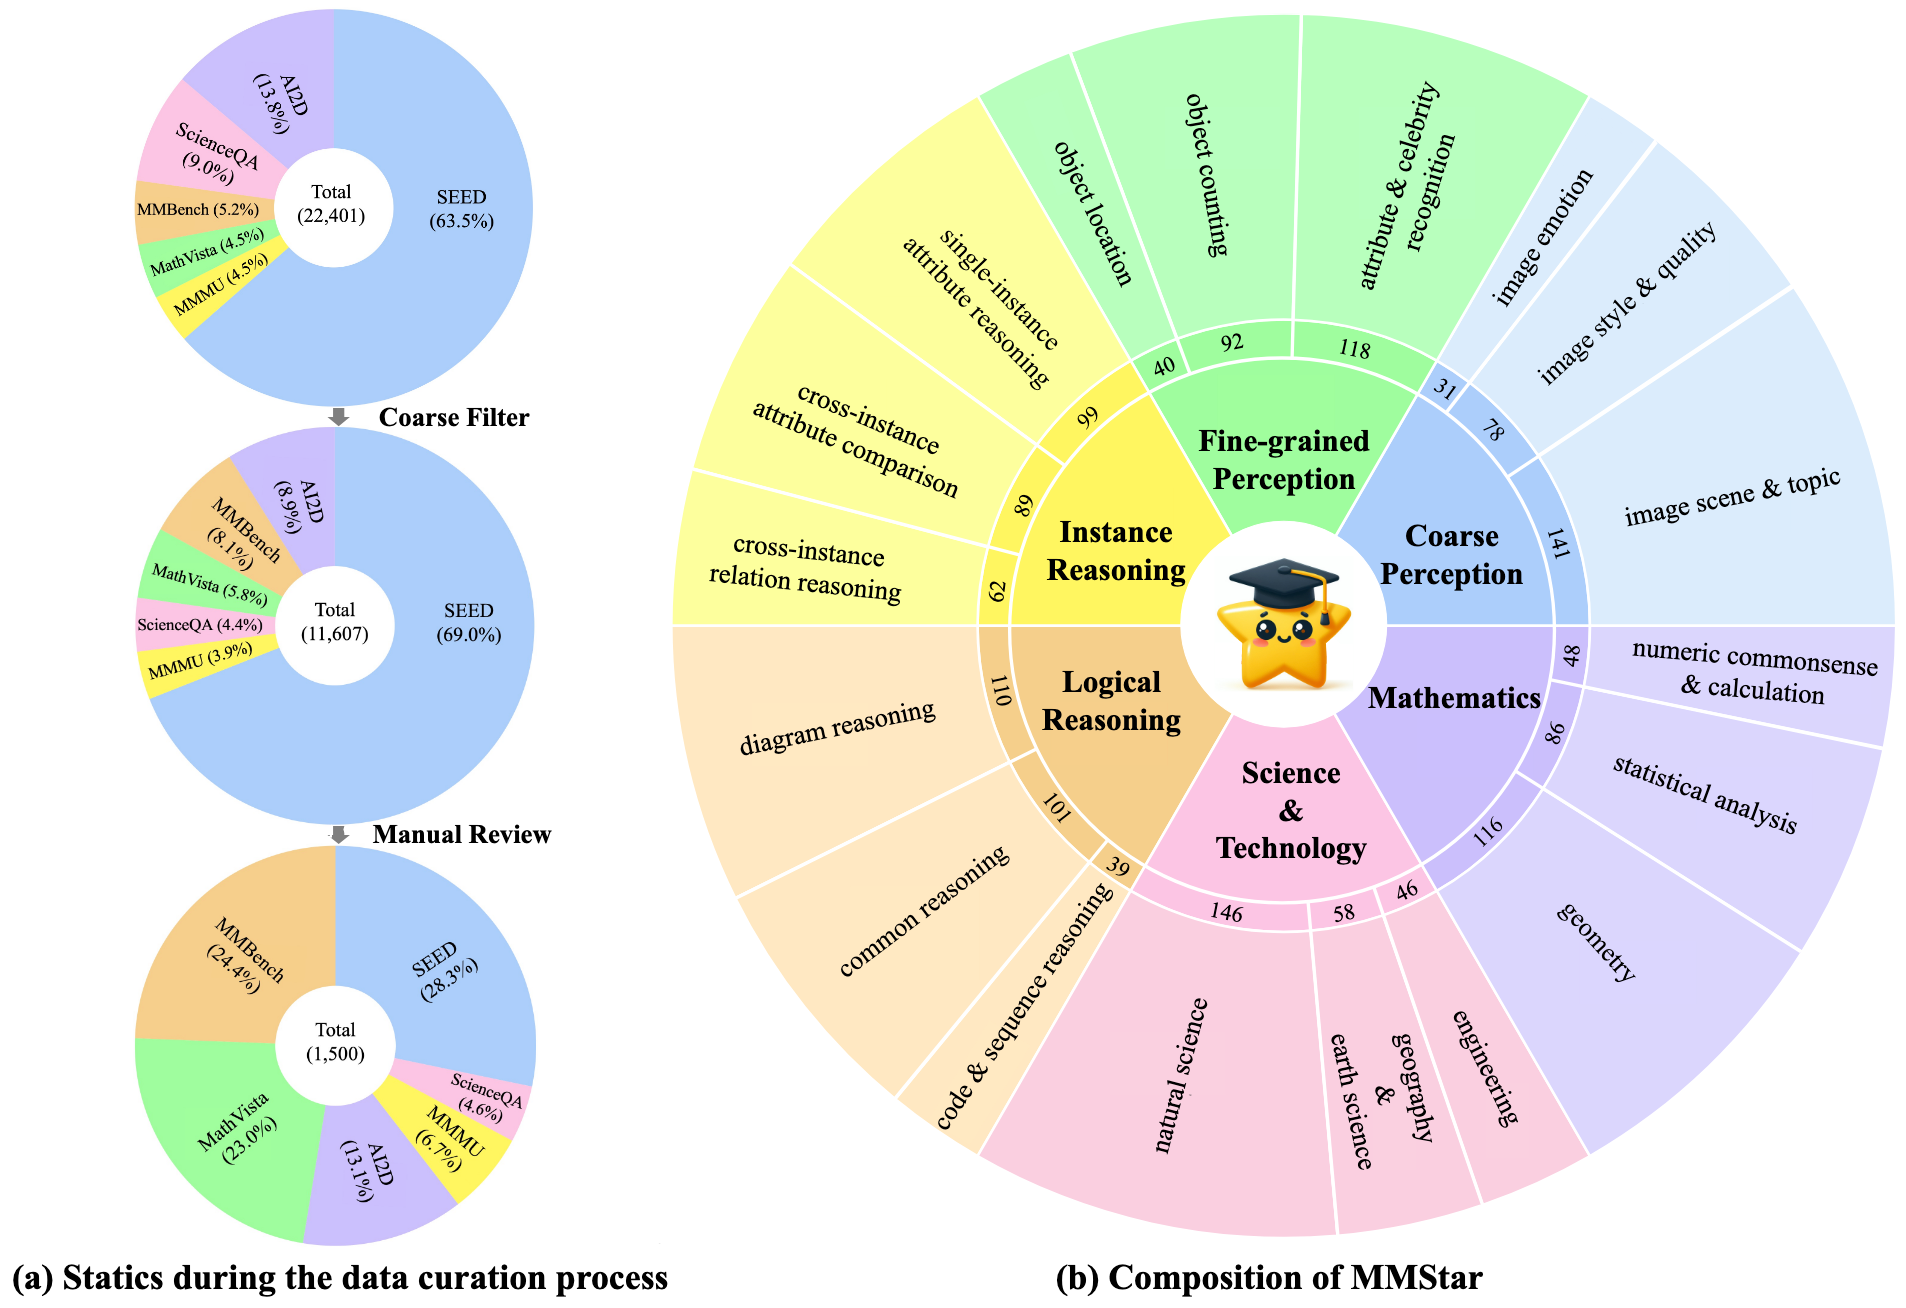 AI2D
(13.8%)
ScienceQA
(9.0%)
MMBench (5.2%)
MathVista (4.5%)
MMMU (4.5%)
Total
(22,401)
SEED
(63.5%)
Coarse Filter
AI2D
(8.9%)
MMBench
(8.1%)
MathVista (5.8%)
ScienceQA (4.4%)
MMMU (3.9%)
Total
(11,607)
SEED
(69.0%)
Manual Review
MMBench
(24.4%)
SEED
(28.3%)
Total
(1,500)
MathVista
(23.0%)
AI2D
(13.1%)
MMMU
(6.7%)
ScienceQA
(4.6%)
(a) Statics during the data curation process
object location
object counting
attribute & celebrity
recognition
image emotion
image style & quality
image scene & topic
single-instance
attribute reasoning
cross-instance
attribute comparison
cross-instance
relation reasoning
40
92
118
31
78
141
99
89
62
Fine-grained
Perception
Coarse
Perception
Instance
Reasoning
Logical
Reasoning
Mathematics
Science
&
Technology
110
101
39
146
58
46
116
86
48
diagram reasoning
common reasoning
code & sequence reasoning
natural science
geography
&
earth science
engineering
geometry
statistical analysis
numeric commonsense
& calculation
(b) Composition of MMStar